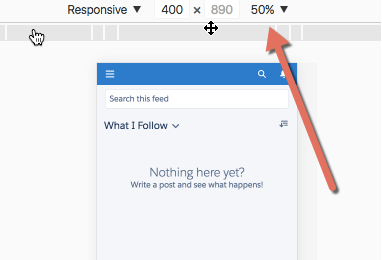 Responsive ▼ 400 × 890 50% ▼
Search this feed
What I Follow
Nothing here yet?
Write a post and see what happens!